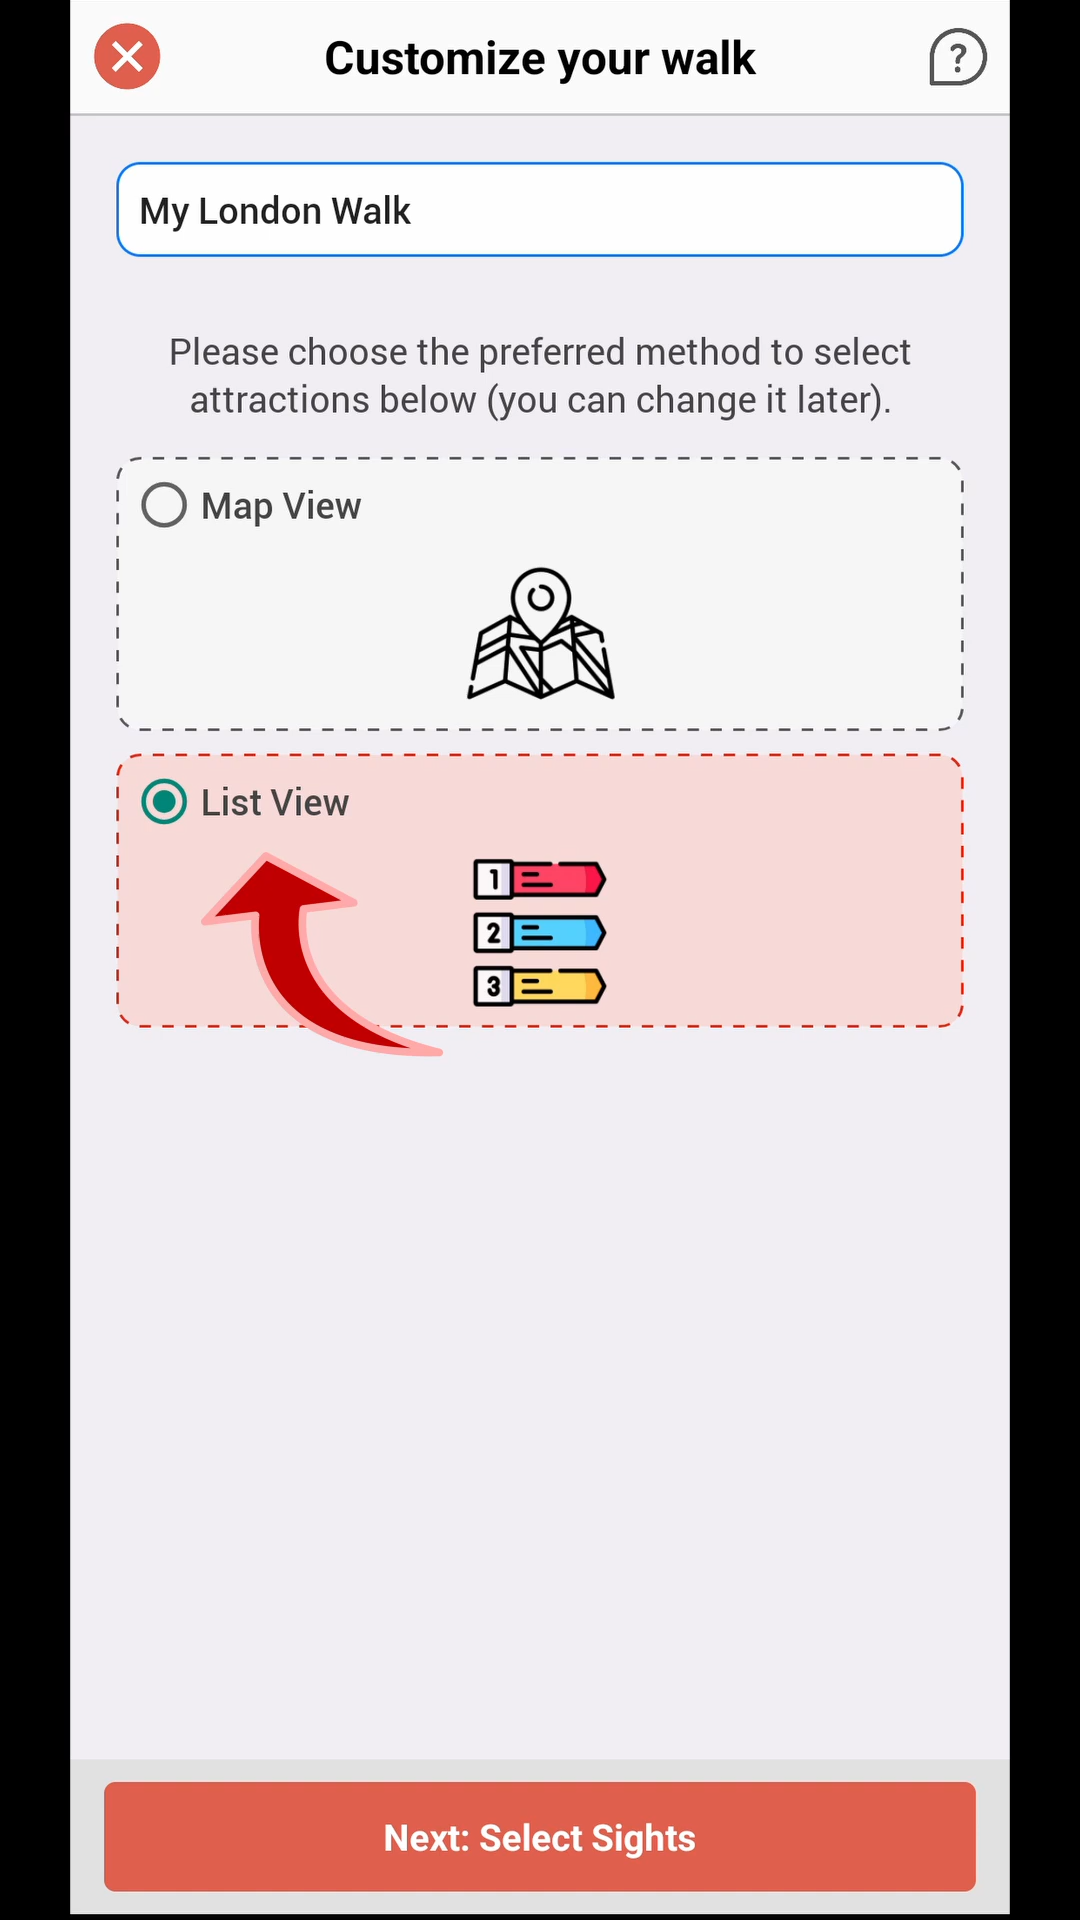 Customize your walk
?
My London Walk
Please choose the preferred method to select
attractions below (you can change it later).
Map View
List View
1
2
3
Next: Select Sights